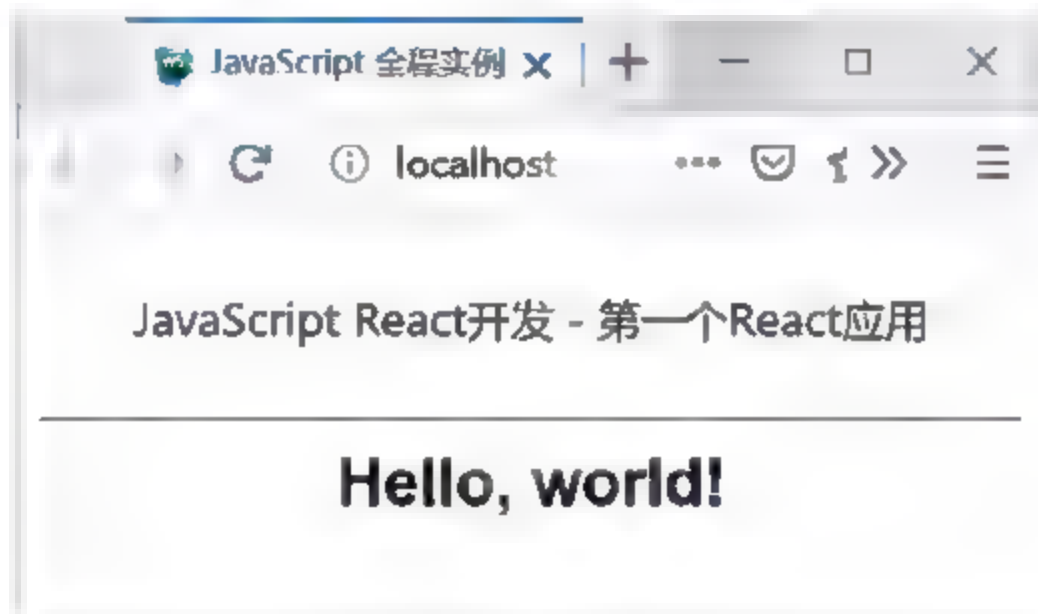 JavaScript 全程实例
localhost
JavaScript React开发 - 第一个React应用
Hello, world!